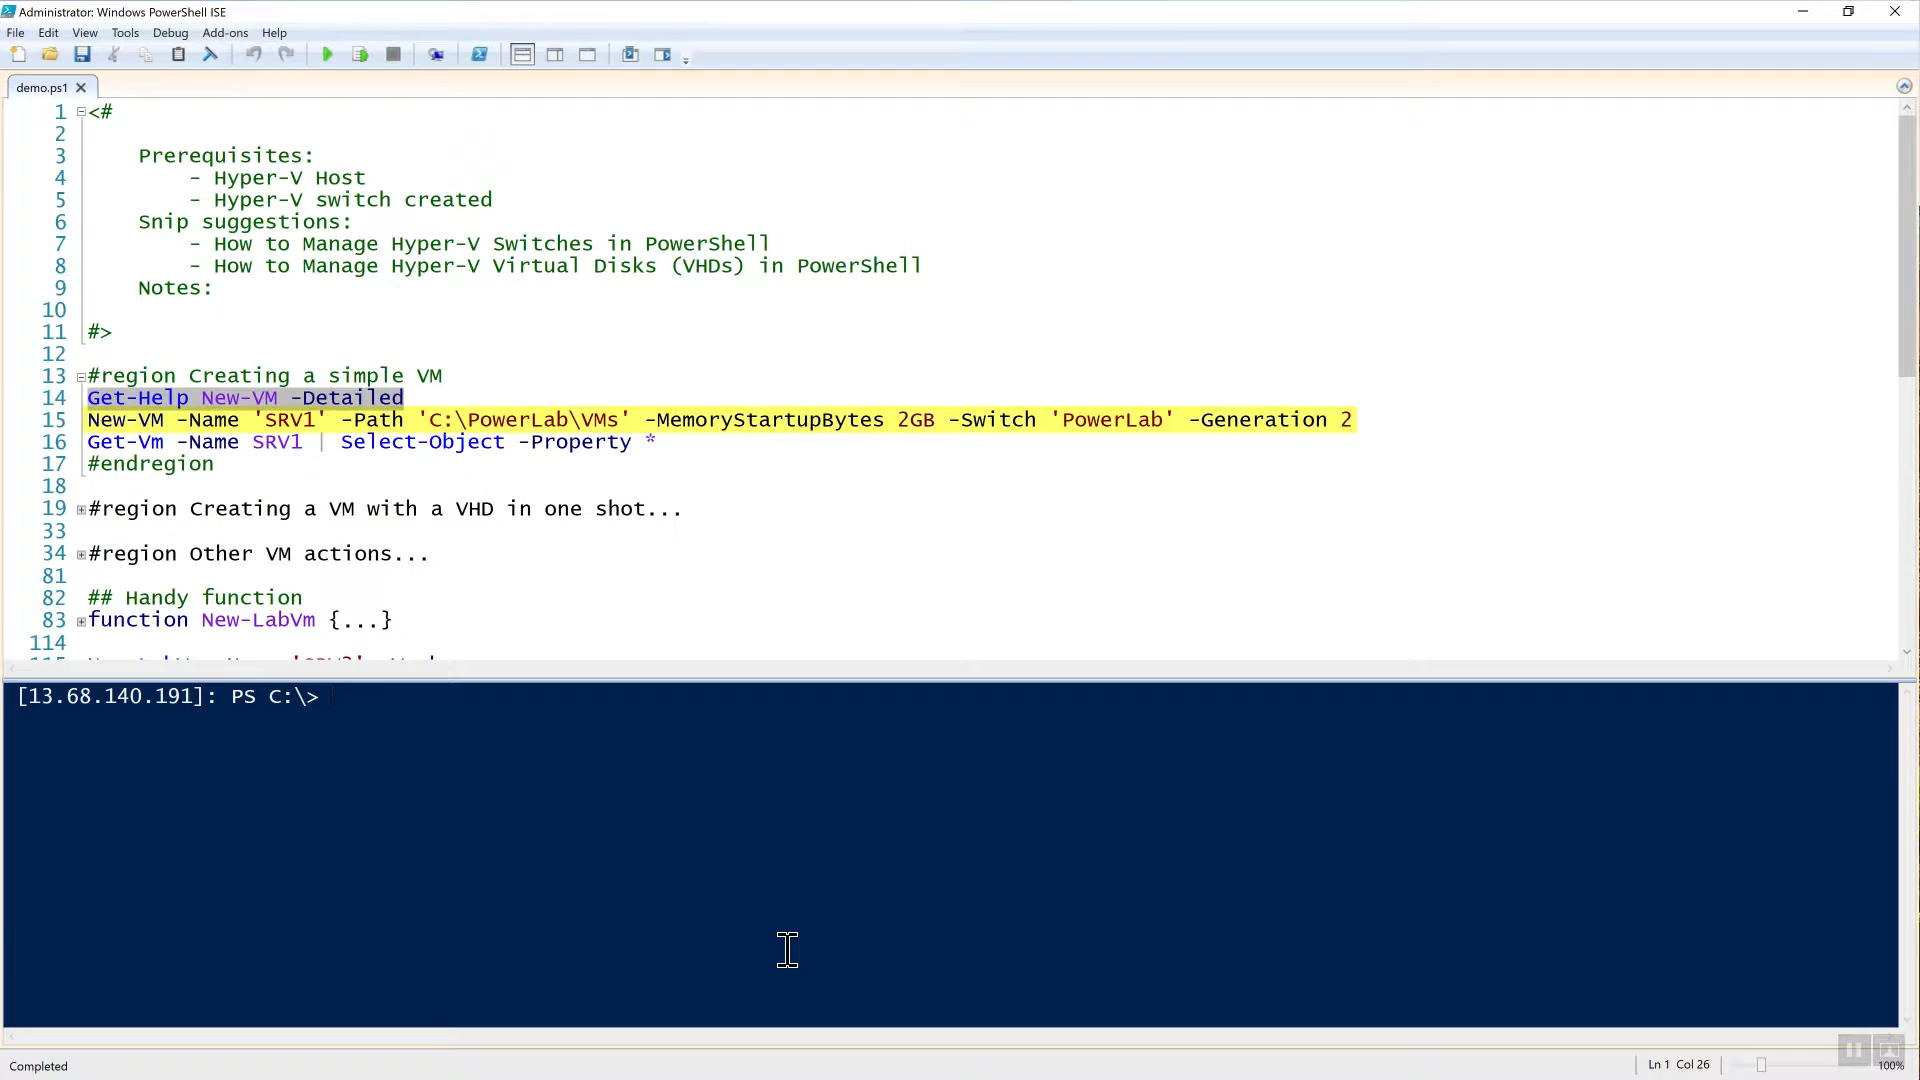 Administrator: Windows PowerShell ISE
File Edit View Tools Debug Add-ons Help
demo.ps1
1 <#
2
3 Prerequisites:
4 - Hyper-V Host
5 - Hyper-V switch created
6 Snip suggestions:
7 - How to Manage Hyper-V Switches in PowerShell
8 - How to Manage Hyper-V Virtual Disks (VHDs) in PowerShell
9 Notes:
10
11 #>
12
13 #region Creating a simple VM
14 Get-Help New-VM -Detailed
15 New-VM -Name 'SRV1' -Path 'C:\PowerLab\VMs' -MemoryStartupBytes 2GB -Switch 'PowerLab' -Generation 2
16 Get-Vm -Name SRV1 | Select-Object -Property *
17 #endregion
18
19 #region Creating a VM with a VHD in one shot...
33
34 #region Other VM actions...
81
82 ## Handy function
83 function New-LabVm {...}
114
[13.68.140.191]: PS C:\>
Completed
Ln 1 Col 26
100%